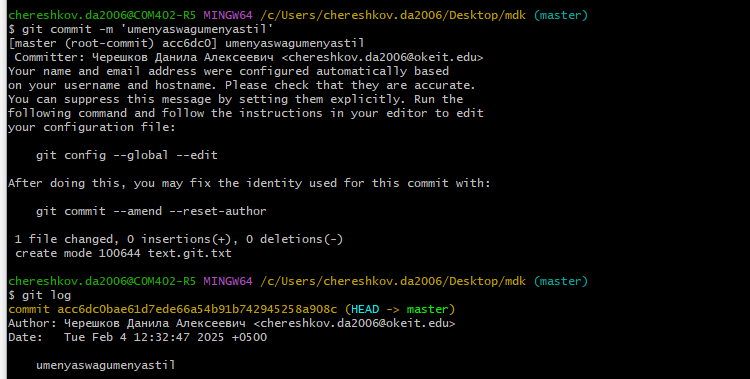 chereshkov.da2006@COM402-R5 MINGW64 /c/Users/chereshkov.da2006/Desktop/mdk (master)
$ git commit -m 'umenyaswagumenyastil'
[master (root-commit) acc6dc0] umenyaswagumenyastil
 Committer: Черешков Данила Алексеевич <chereshkov.da2006@okeit.edu>
Your name and email address were configured automatically based
on your username and hostname. Please check that they are accurate.
You can suppress this message by setting them explicitly. Run the
following command and follow the instructions in your editor to edit
your configuration file:

    git config --global --edit

After doing this, you may fix the identity used for this commit with:

    git commit --amend --reset-author

 1 file changed, 0 insertions(+), 0 deletions(-)
 create mode 100644 text.git.txt

chereshkov.da2006@COM402-R5 MINGW64 /c/Users/chereshkov.da2006/Desktop/mdk (master)
$ git log
commit acc6dc0bae61d7ede66a54b91b742945258a908c (HEAD -> master)
Author: Черешков Данила Алексеевич <chereshkov.da2006@okeit.edu>
Date:   Tue Feb 4 12:32:47 2025 +0500

    umenyaswagumenyastil